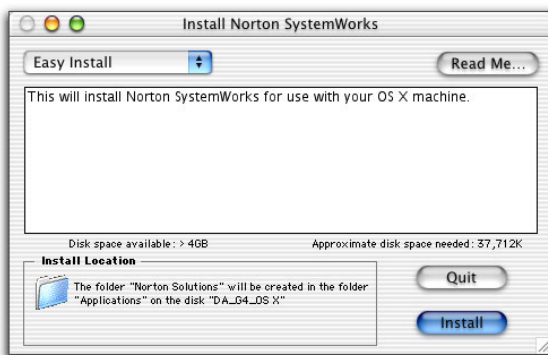 Install Norton SystemWorks
Easy Install
Read Me...
This will install Norton SystemWorks for use with your OS X machine.
Disk space available: > 4GB
Approximate disk space needed: 37,712K
Install Location
The folder "Norton Solutions" will be created in the folder
"Applications" on the disk "DA_G4_OS X"
Quit
Install